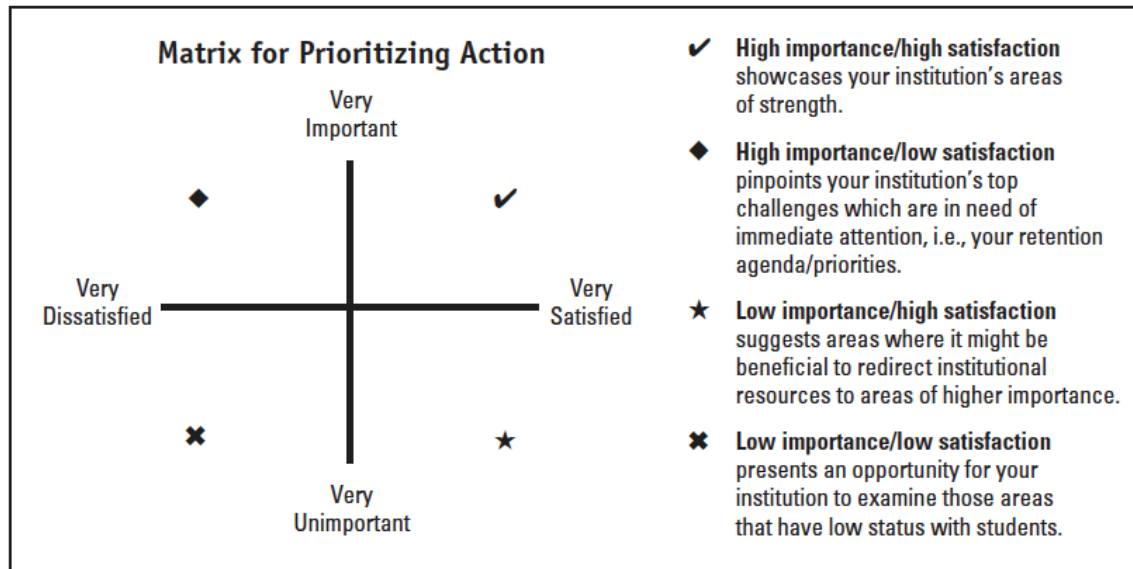 Matrix for Prioritizing Action
Very
Important
Very
Dissatisfied
Very
Satisfied
Very
Unimportant
✔ High importance/high satisfaction
showcases your institution's areas
of strength.
◆ High importance/low satisfaction
pinpoints your institution's top
challenges which are in need of
immediate attention, i.e., your retention
agenda/priorities.
★ Low importance/high satisfaction
suggests areas where it might be
beneficial to redirect institutional
resources to areas of higher importance.
✖ Low importance/low satisfaction
presents an opportunity for your
institution to examine those areas
that have low status with students.